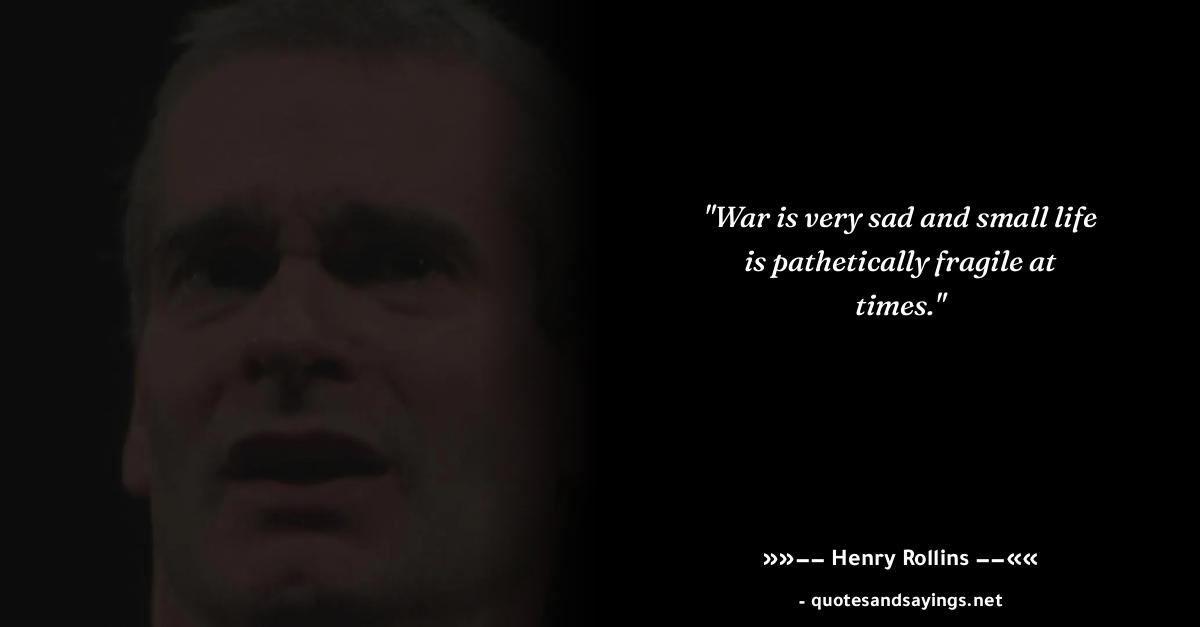 "War is very sad and small life
is pathetically fragile at
times."
»»−− Henry Rollins −−««
- quotesandsayings.net